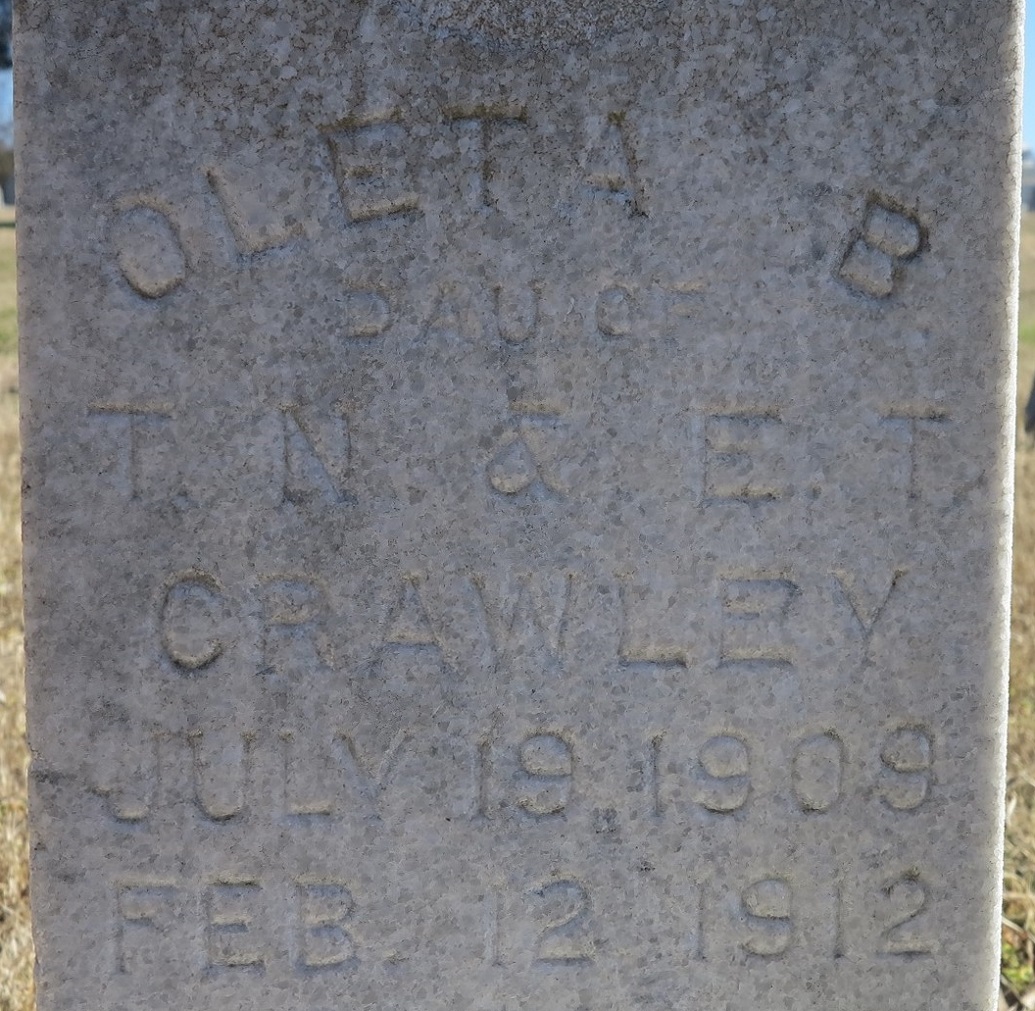 OLETA B
DAU OF
T. N. & E. T.
CRAWLEY
JULY 19, 1909
FEB. 12 1912